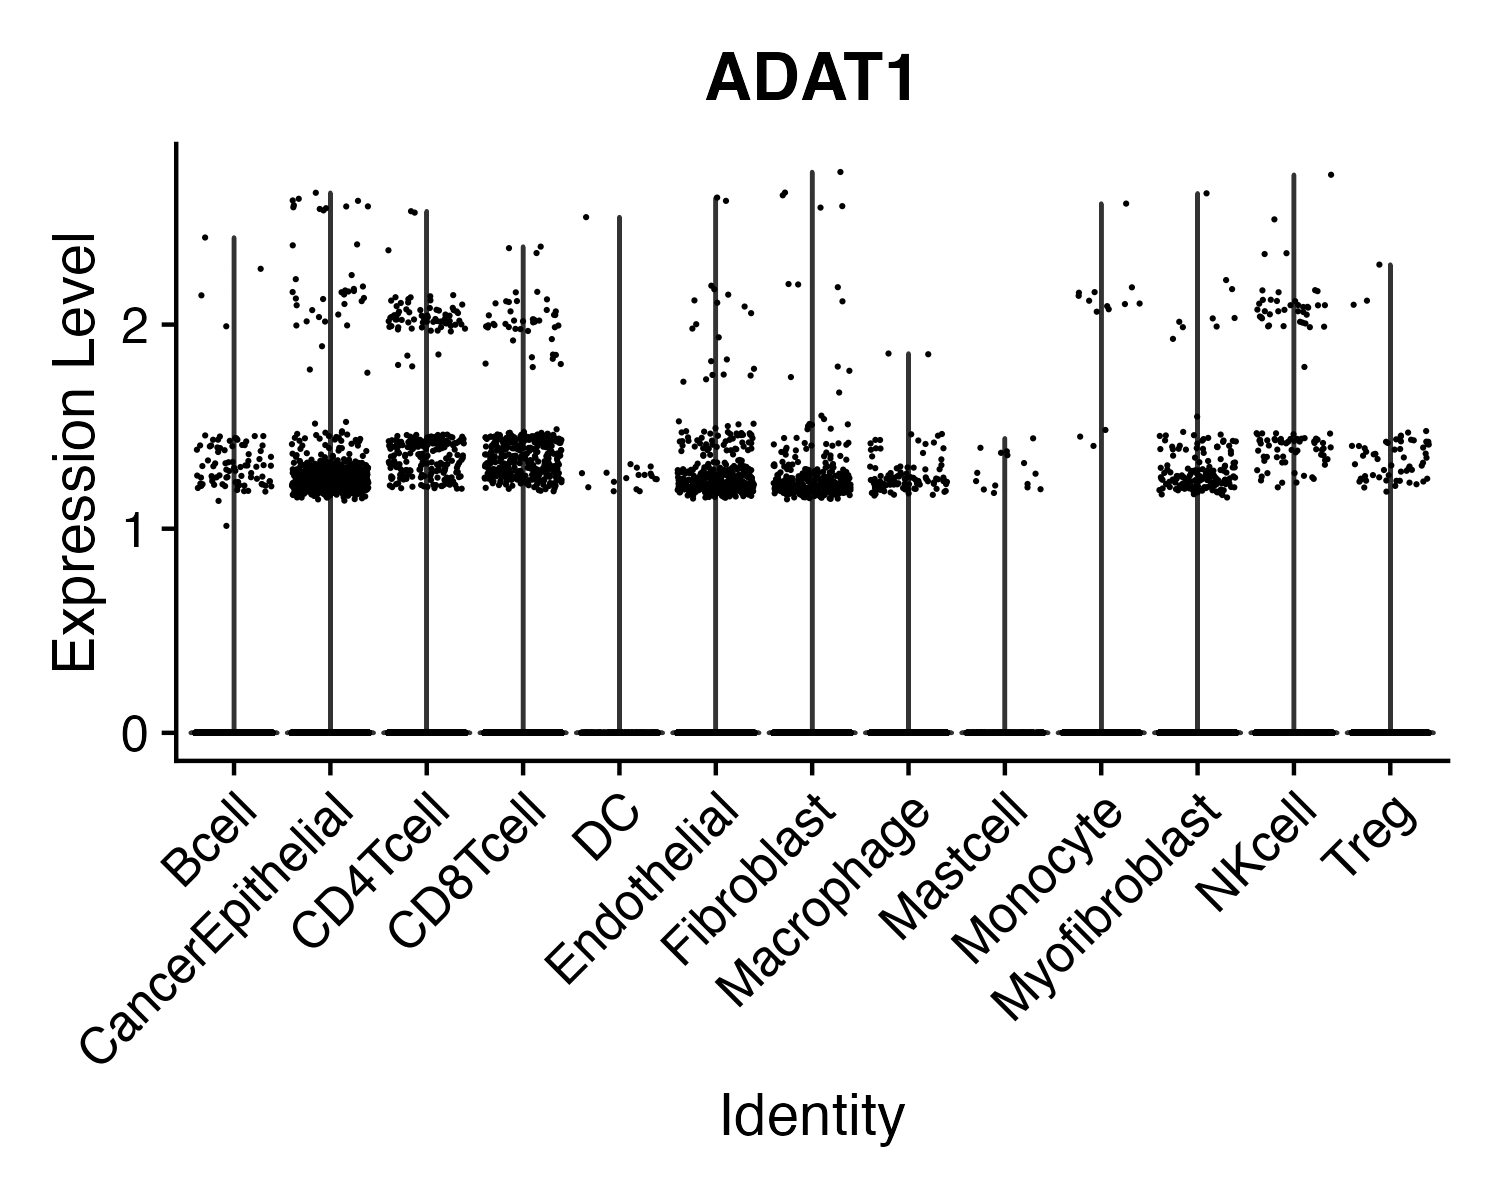 ADAT1
Expression Level
2
1
0
Bcell
CancerEpithelial
CD4Tcell
CD8Tcell
DC
Endothelial
Fibroblast
Macrophage
Mastcell
Monocyte
Myofibroblast
NKcell
Treg
Identity